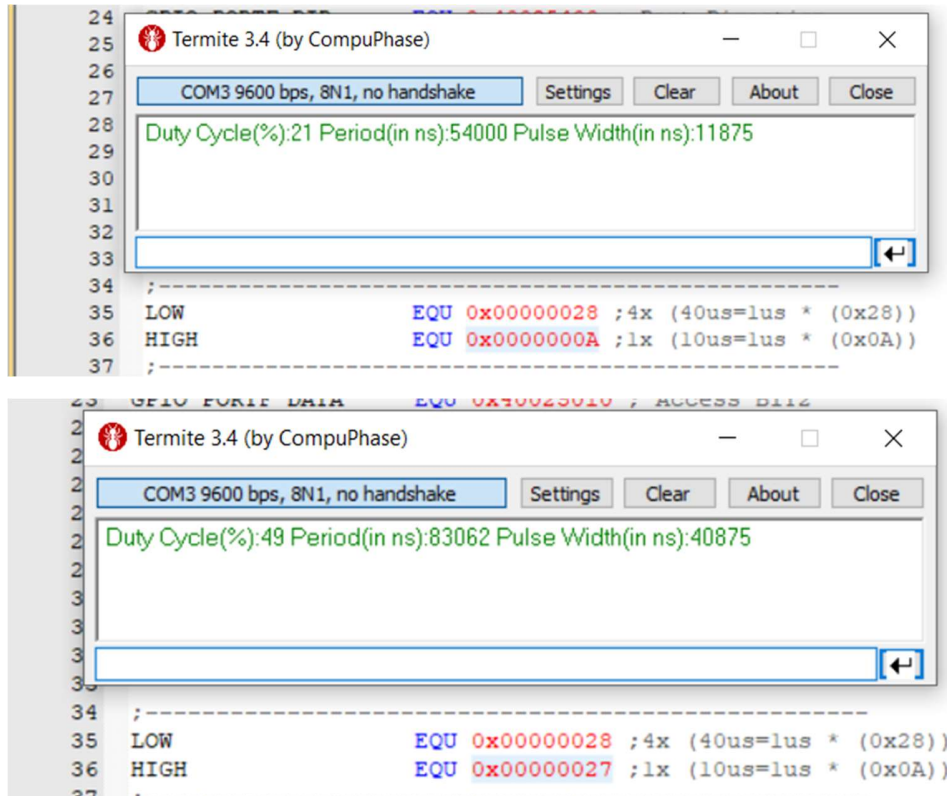 24
25
Termite 3.4 (by CompuPhase)
26
27
COM3 9600 bps, 8N1, no handshake Settings Clear About Close
28
Duty Cycle(%):21 Period(in ns):54000 Pulse Width(in ns):11875
29
30
31
32
33
34 ;----------------------------------------------------
35 LOW EQU 0x00000028 ;4x (40us=1us * (0x28))
36 HIGH EQU 0x0000000A ;1x (10us=1us * (0x0A))
37 ;----------------------------------------------------
Termite 3.4 (by CompuPhase)
COM3 9600 bps, 8N1, no handshake Settings Clear About Close
Duty Cycle(%):49 Period(in ns):83062 Pulse Width(in ns):40875
34 ;----------------------------------------------------
35 LOW EQU 0x00000028 ;4x (40us=1us * (0x28))
36 HIGH EQU 0x00000027 ;1x (10us=1us * (0x0A))